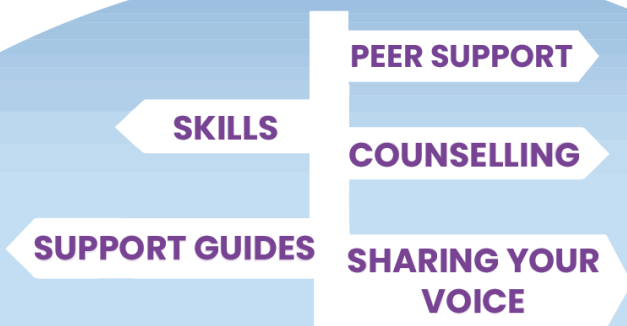 PEER SUPPORT
SKILLS
COUNSELLING
SUPPORT GUIDES
SHARING YOUR
VOICE